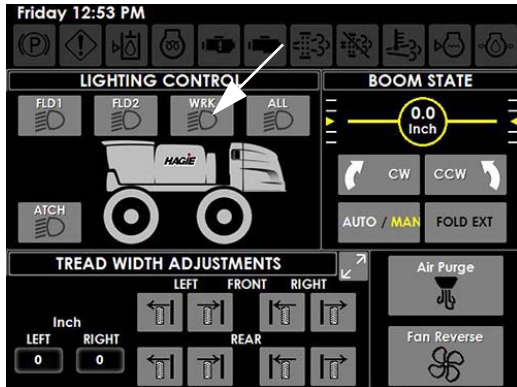 Friday 12:53 PM
LIGHTING CONTROL
FLD1 FLD2 WRK ALL
HAGIE
ATCH
BOOM STATE
0.0
Inch
CW CCW
AUTO / MAN FOLD EXT
TREAD WIDTH ADJUSTMENTS
LEFT FRONT RIGHT
Inch
LEFT RIGHT
0 0
REAR
Air Purge
Fan Reverse